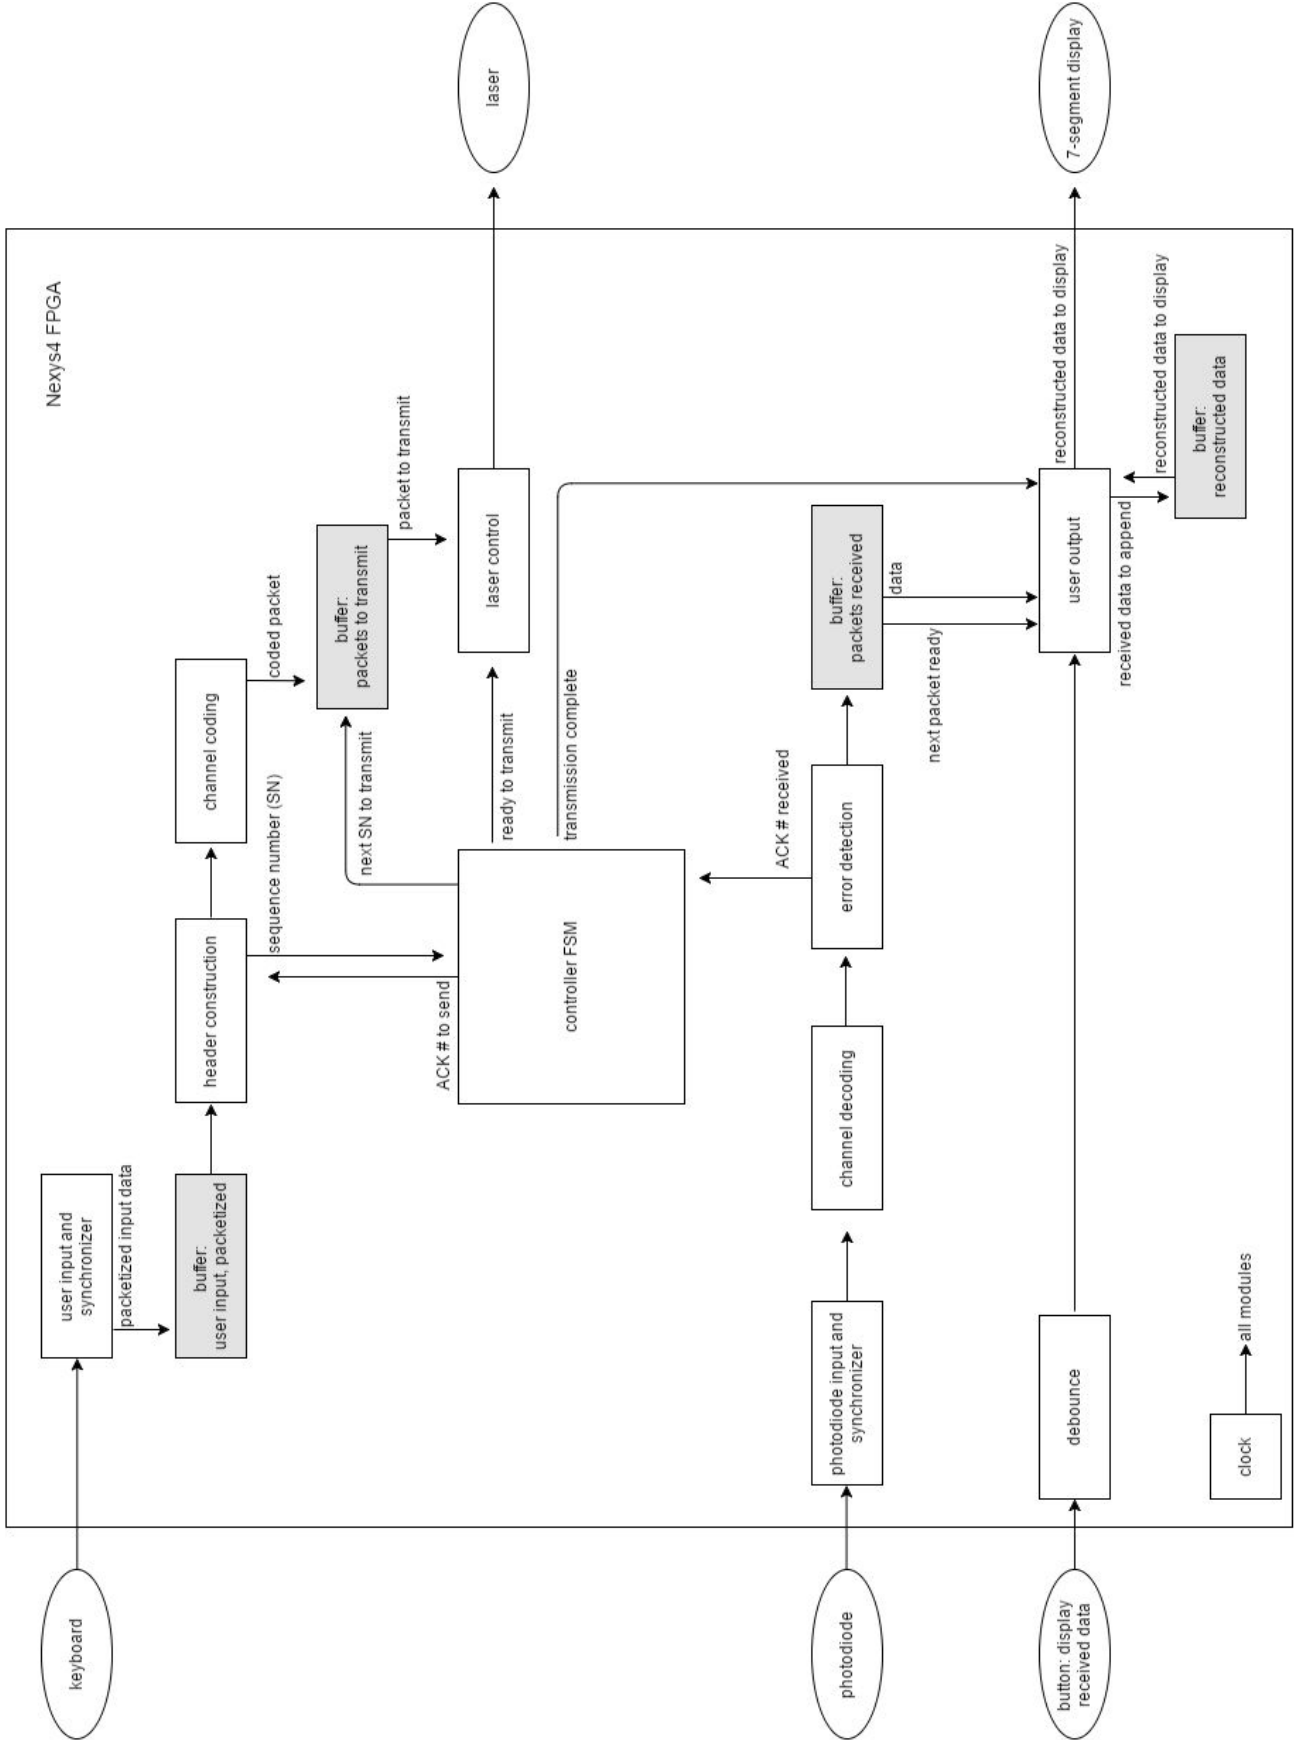 Nexys4 FPGA
keyboard
user input and
synchronizer
packetized input data
buffer:
user input, packetized
header construction
sequence number (SN)
ACK # to send
channel coding
coded packet
buffer:
packets to transmit
packet to transmit
next SN to transmit
controller FSM
ready to transmit
laser control
laser
transmission complete
photodiode
photodiode input and
synchronizer
channel decoding
error detection
ACK # received
buffer:
packets received
data
next packet ready
button: display
received data
debounce
user output
reconstructed data to display
7-segment display
received data to append
reconstructed data to display
buffer:
reconstructed data
clock
all modules